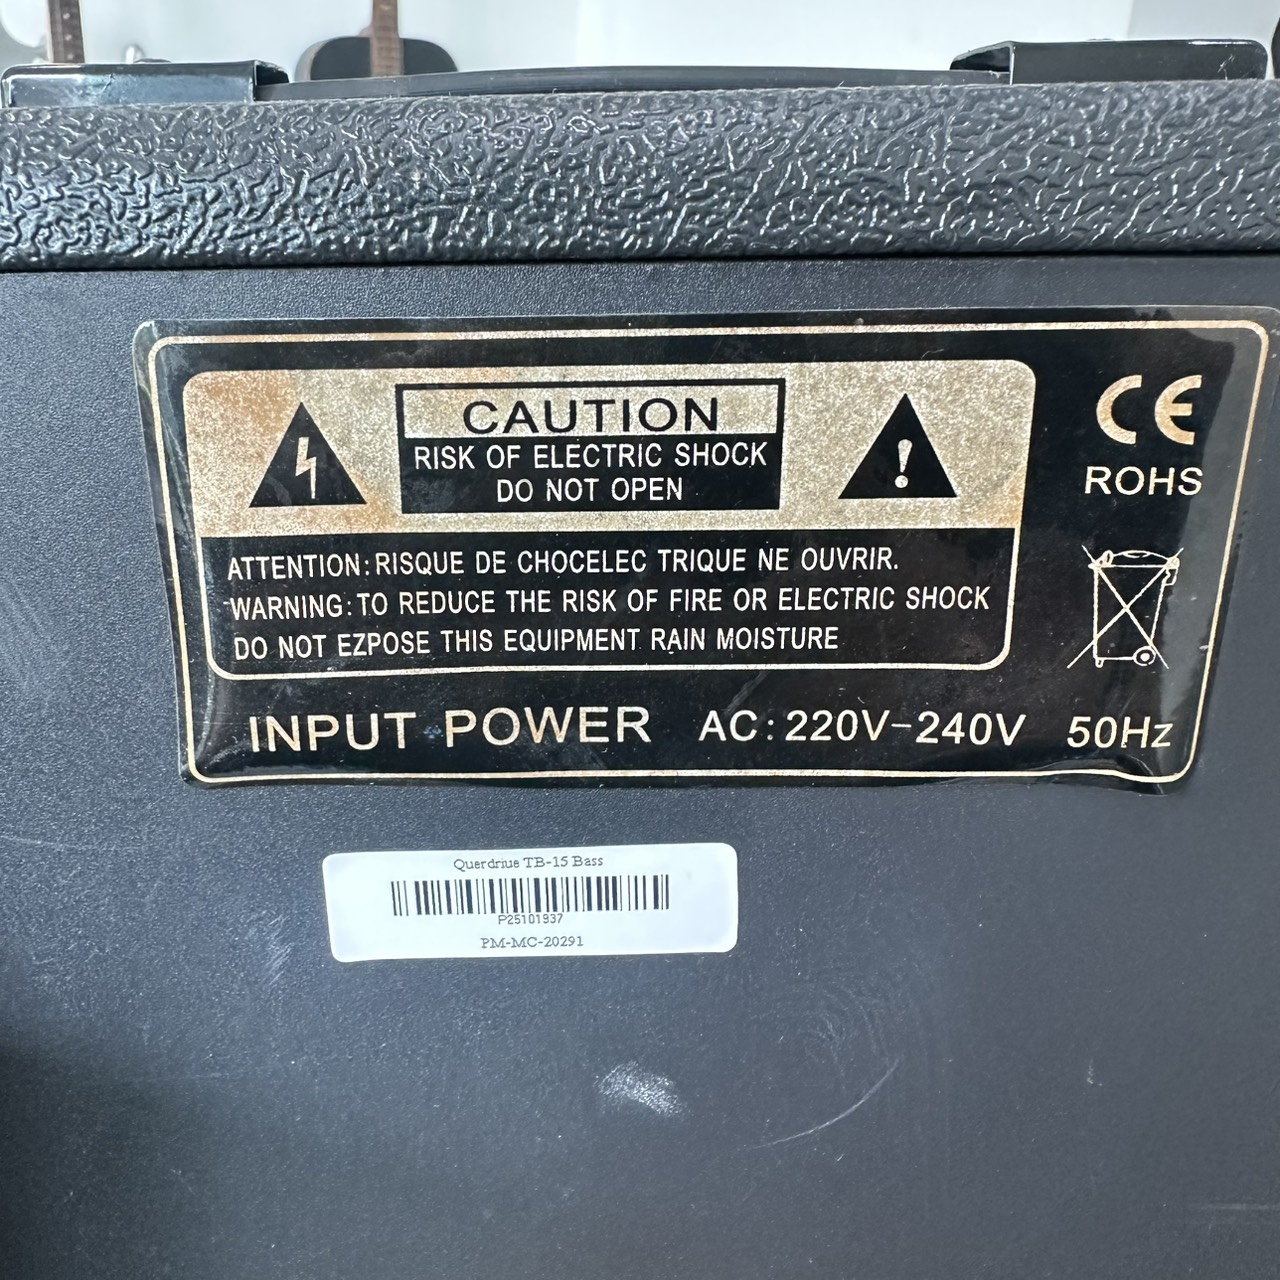 CAUTION
RISK OF ELECTRIC SHOCK
DO NOT OPEN
CE
ROHS
ATTENTION: RISQUE DE CHOCELEC TRIQUE NE OUVRIR.
WARNING: TO REDUCE THE RISK OF FIRE OR ELECTRIC SHOCK
DO NOT EZPOSE THIS EQUIPMENT RAIN MOISTURE
INPUT POWER AC: 220V-240V 50Hz
Querdriue TB-15 Bass
P25101937
PM-MC-20291